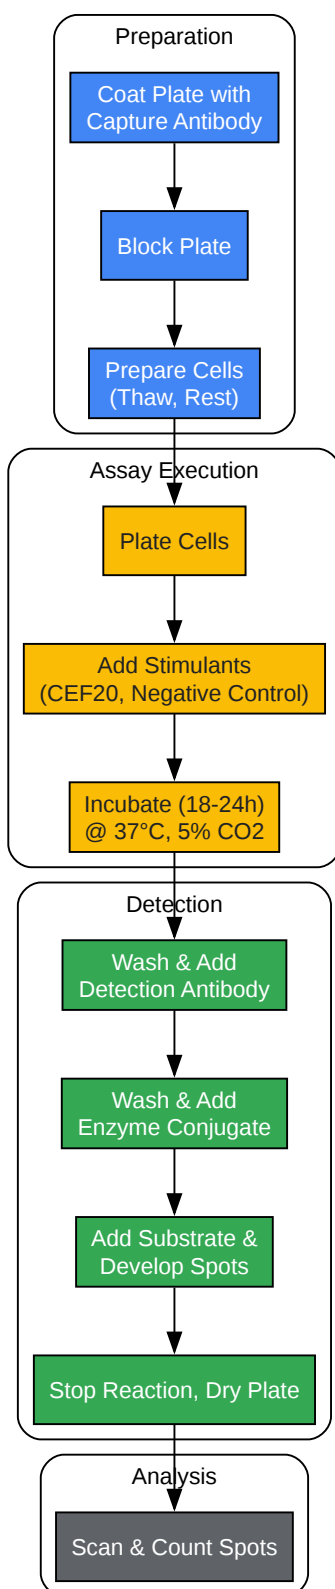 Preparation
Coat Plate with
Capture Antibody
Block Plate
Prepare Cells
(Thaw, Rest)
Assay Execution
Plate Cells
Add Stimulants
(CEF20, Negative Control)
Incubate (18-24h)
@ 37°C, 5% CO2
Detection
Wash & Add
Detection Antibody
Wash & Add
Enzyme Conjugate
Add Substrate &
Develop Spots
Stop Reaction, Dry Plate
Analysis
Scan & Count Spots